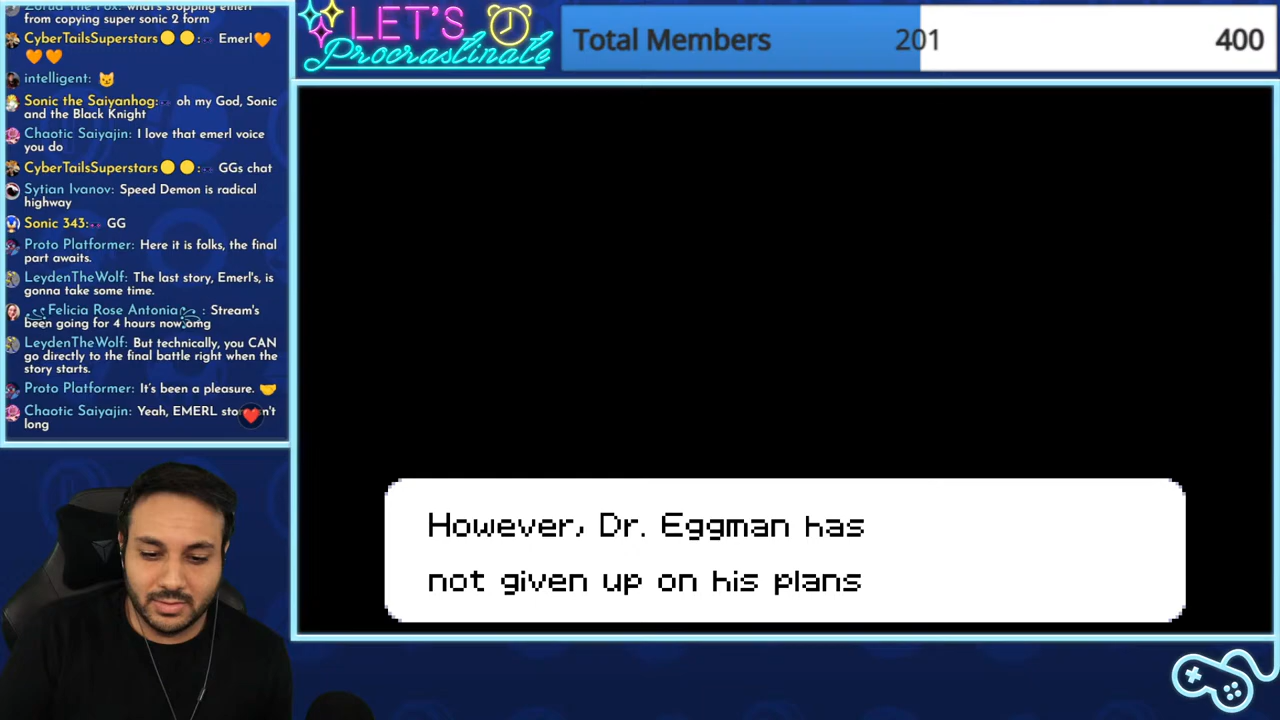 Zorud The Fox: what's stopping emerl
from copying super sonic 2 form
CyberTailsSuperstars: Emerl
intelligent:
Sonic the Saiyanhog: oh my God, Sonic
and the Black Knight
Chaotic Saiyajin: I love that emerl voice
you do
CyberTailsSuperstars: GGs chat
Sytian Ivanov: Speed Demon is radical
highway
Sonic 343: GG
Proto Platformer: Here it is folks, the final
part awaits.
LeydenTheWolf: The last story, Emerl's, is
gonna take some time.
Felicia Rose Antonia: Stream's
been going for 4 hours now omg
LeydenTheWolf: But technically, you CAN
go directly to the final battle right when the
story starts.
Proto Platformer: It's been a pleasure.
Chaotic Saiyajin: Yeah, EMERL
long
LET'S
Procrastinate
Total Members 201 400
However, Dr. Eggman has
not given up on his plans